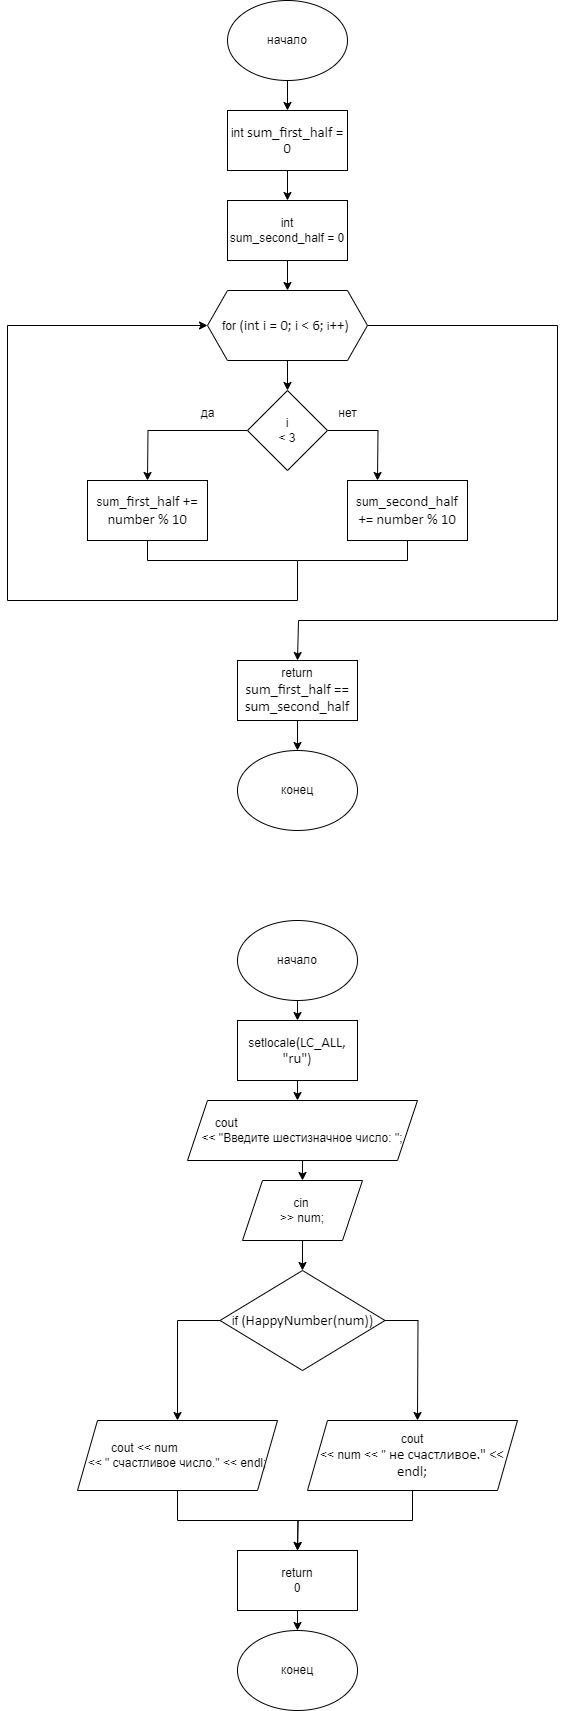 начало
int sum_first_half =
0
int
sum_second_half = 0
for (int i = 0; i < 6; i++)
да
i
< 3
нет
sum_first_half +=
number % 10
sum_second_half
+= number % 10
return
sum_first_half ==
sum_second_half
конец
начало
setlocale(LC_ALL,
"ru")
cout
<< "Введите шестизначное число: ";
cin
>> num;
if (HappyNumber(num))
cout << num
<< " счастливое число." << endl;
cout
<< num << " не счастливое." <<
endl;
return
0
конец